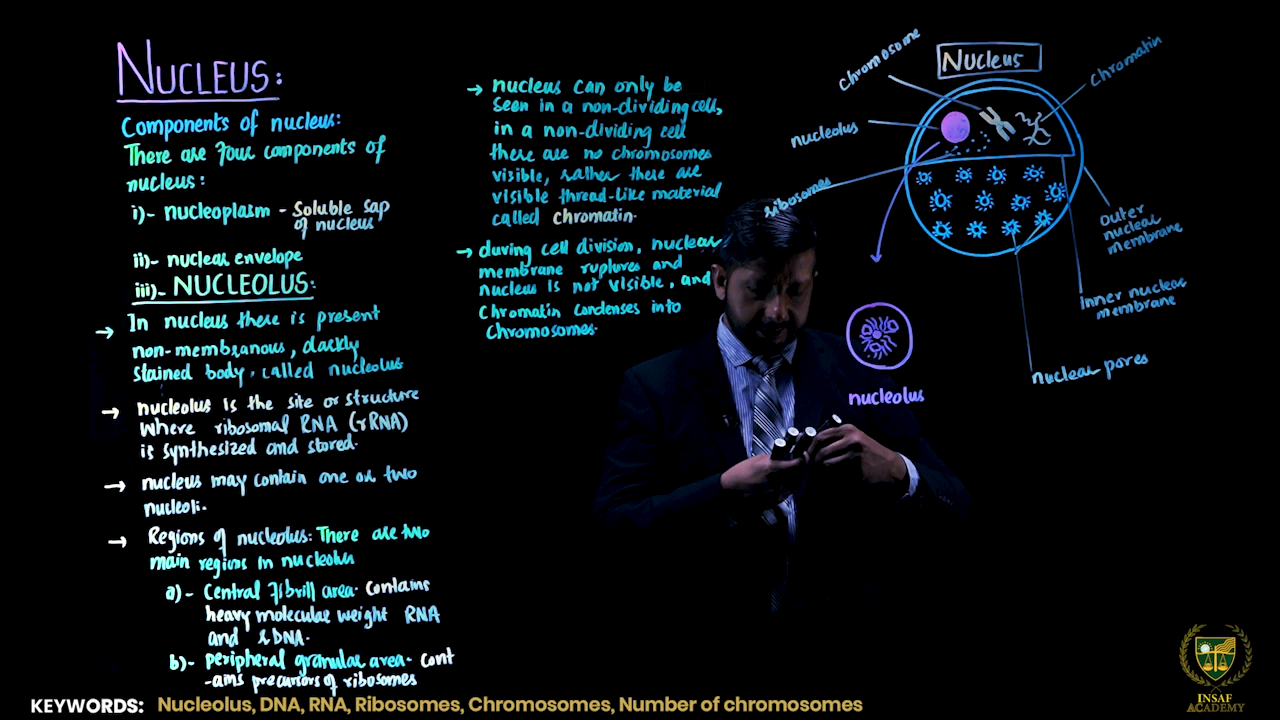 NUCLEUS:
Components of nucleus:
There are four components of
nucleus:
i)- nucleoplasm - Soluble sap
of nucleus
ii)- nuclear envelope
iii)- NUCLEOLUS:
→ In nucleus there is present
non-membranous, darkly
stained body, called nucleolus
→ nucleolus is the site or structure
where ribosomal RNA (rRNA)
is synthesized and stored.
→ nucleus may contain one or two
nucleoli.
→ Regions of nucleolus: There are two
main regions in nucleolus
a)- Central fibrill area. Contains
heavy molecular weight RNA
and rDNA.
b)- peripheral granular area. Cont
-ains precursors of ribosomes
→ nucleus can only be
seen in a non-dividing cell,
in a non-dividing cell
there are no chromosomes
visible, rather there are
visible thread-like material
called chromatin.
→ during cell division, nuclear
membrane ruptures and
nucleus is not visible, and
Chromatin condenses into
Chromosomes.
Nucleus
chromosome
chromatin
nucleolus
ribosomes
Outer
nuclear
membrane
Inner nuclear
membrane
nuclear pores
nucleolus
KEYWORDS: Nucleolus, DNA, RNA, Ribosomes, Chromosomes, Number of chromosomes
INSAF
ACADEMY